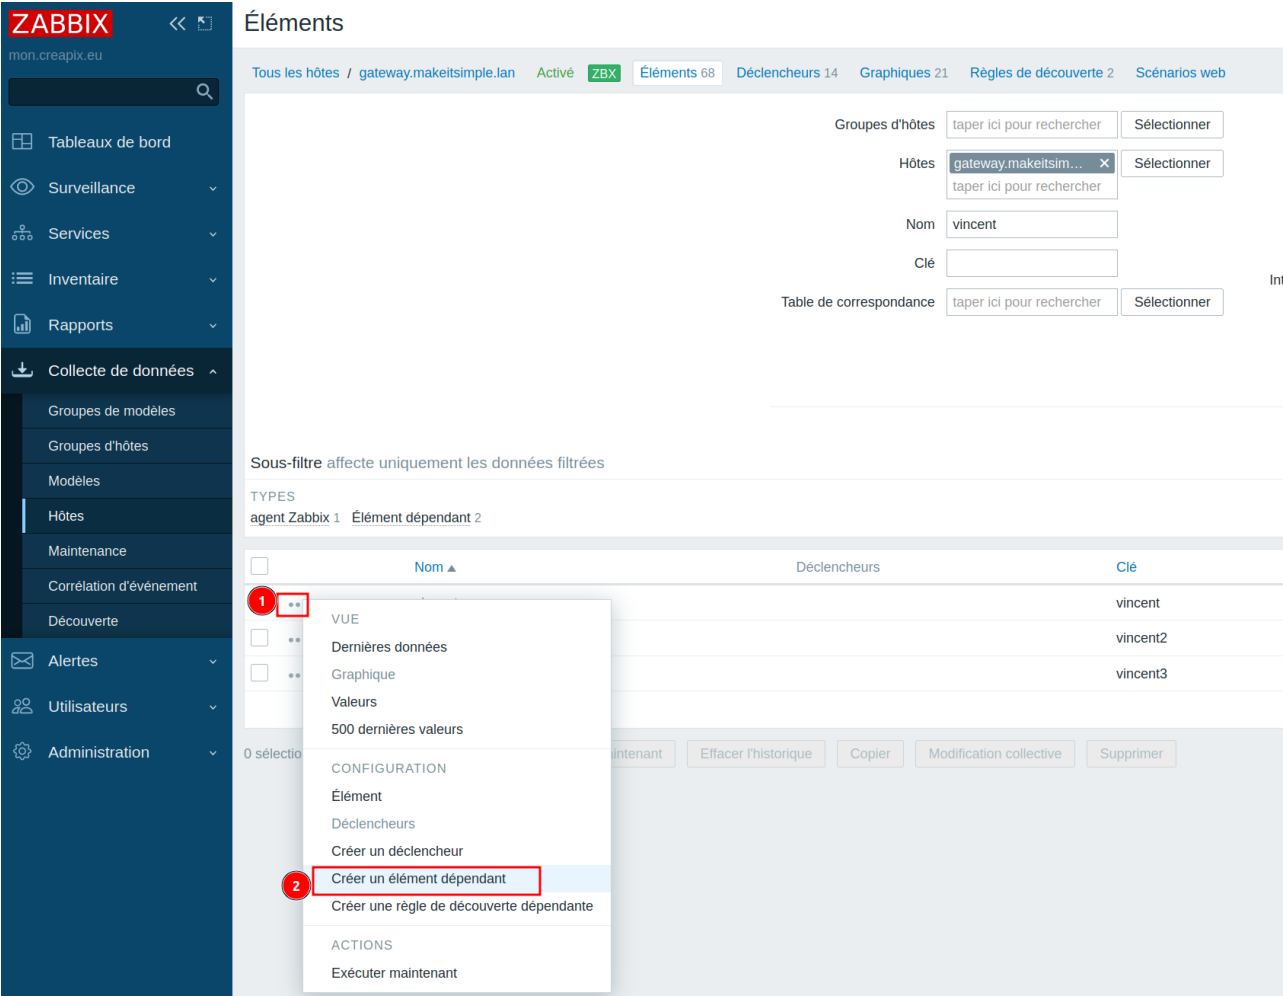 ZABBIX
mon.creapix.eu
Tableaux de bord
Surveillance
Services
Inventaire
Rapports
Collecte de données
Groupes de modèles
Groupes d'hôtes
Modèles
Hôtes
Maintenance
Corrélation d'événement
Découverte
Alertes
Utilisateurs
Administration
Éléments
Tous les hôtes / gateway.makeitsimple.lan Activé ZBX Éléments 68 Déclencheurs 14 Graphiques 21 Règles de découverte 2 Scénarios web
Groupes d'hôtes taper ici pour rechercher Sélectionner
Hôtes gateway.makeitsim... Sélectionner
taper ici pour rechercher
Nom vincent
Clé
Table de correspondance taper ici pour rechercher Sélectionner
Sous-filtre affecte uniquement les données filtrées
TYPES
agent Zabbix 1 Élément dépendant 2
Nom Déclencheurs Clé
1 vincent
vincent2
vincent3
VUE
Dernières données
Graphique
Valeurs
500 dernières valeurs
CONFIGURATION
Élément
Déclencheurs
Créer un déclencheur
2 Créer un élément dépendant
Créer une règle de découverte dépendante
ACTIONS
Exécuter maintenant
0 Effacer l'historique Copier Modification collective Supprimer